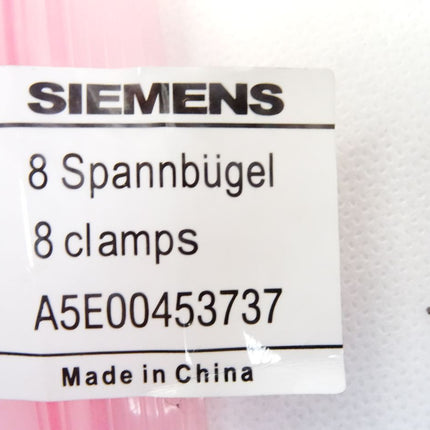 SIEMENS
8 Spannbügel
8 clamps
A5E00453737
Made in China